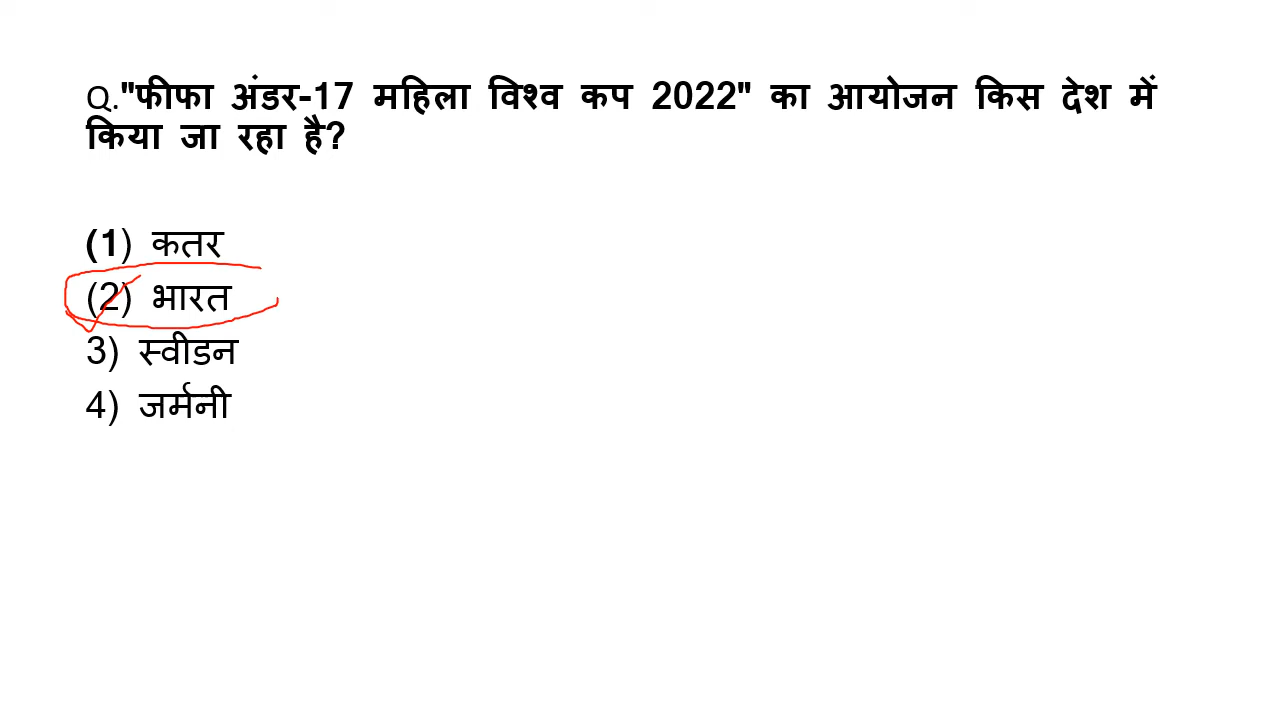 Q."फीफा अंडर-17 महिला विश्व कप 2022" का आयोजन किस देश में
किया जा रहा है?
(1) कतर
(2) भारत
3) स्वीडन
4) जर्मनी